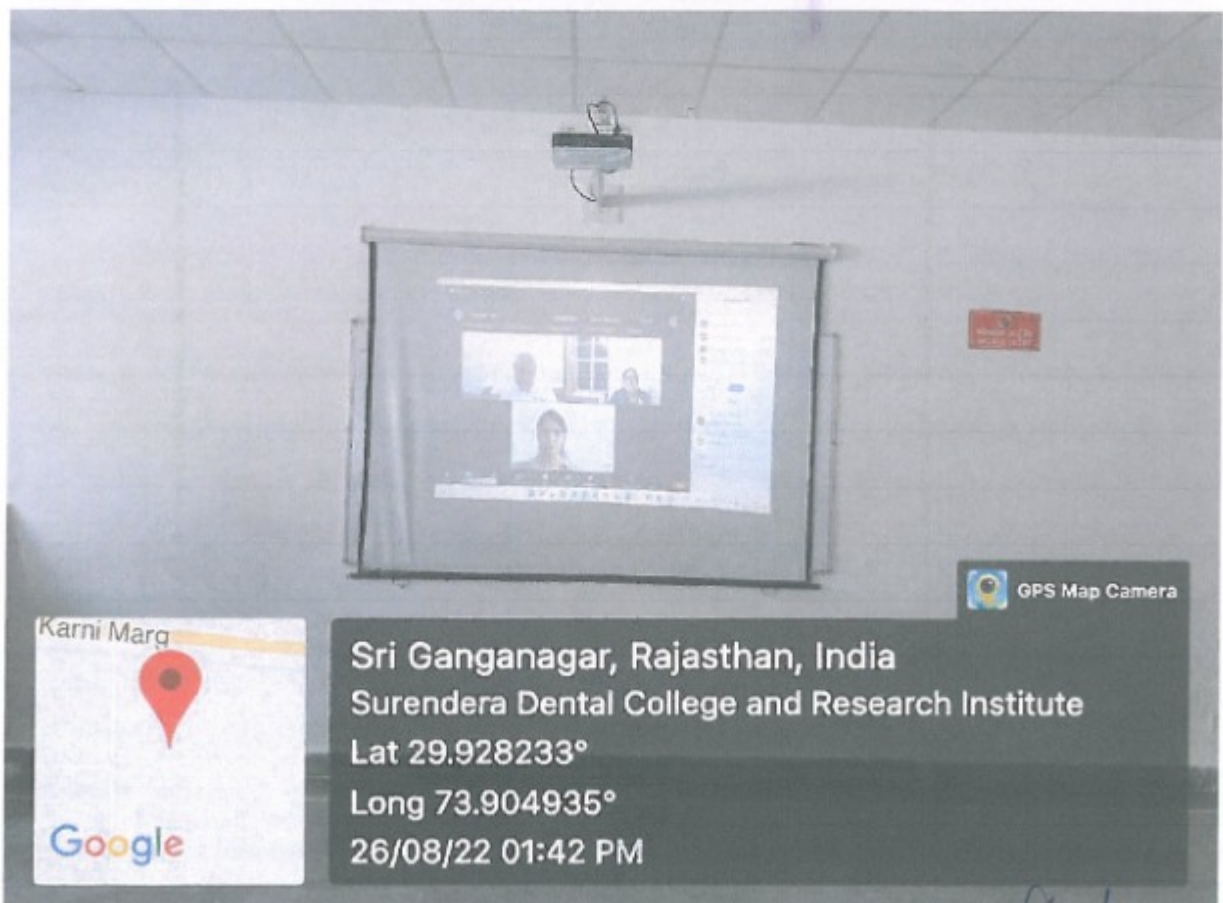 GPS Map Camera
Karni Marg
Google
Sri Ganganagar, Rajasthan, India
Surendera Dental College and Research Institute
Lat 29.928233°
Long 73.904935°
26/08/22 01:42 PM